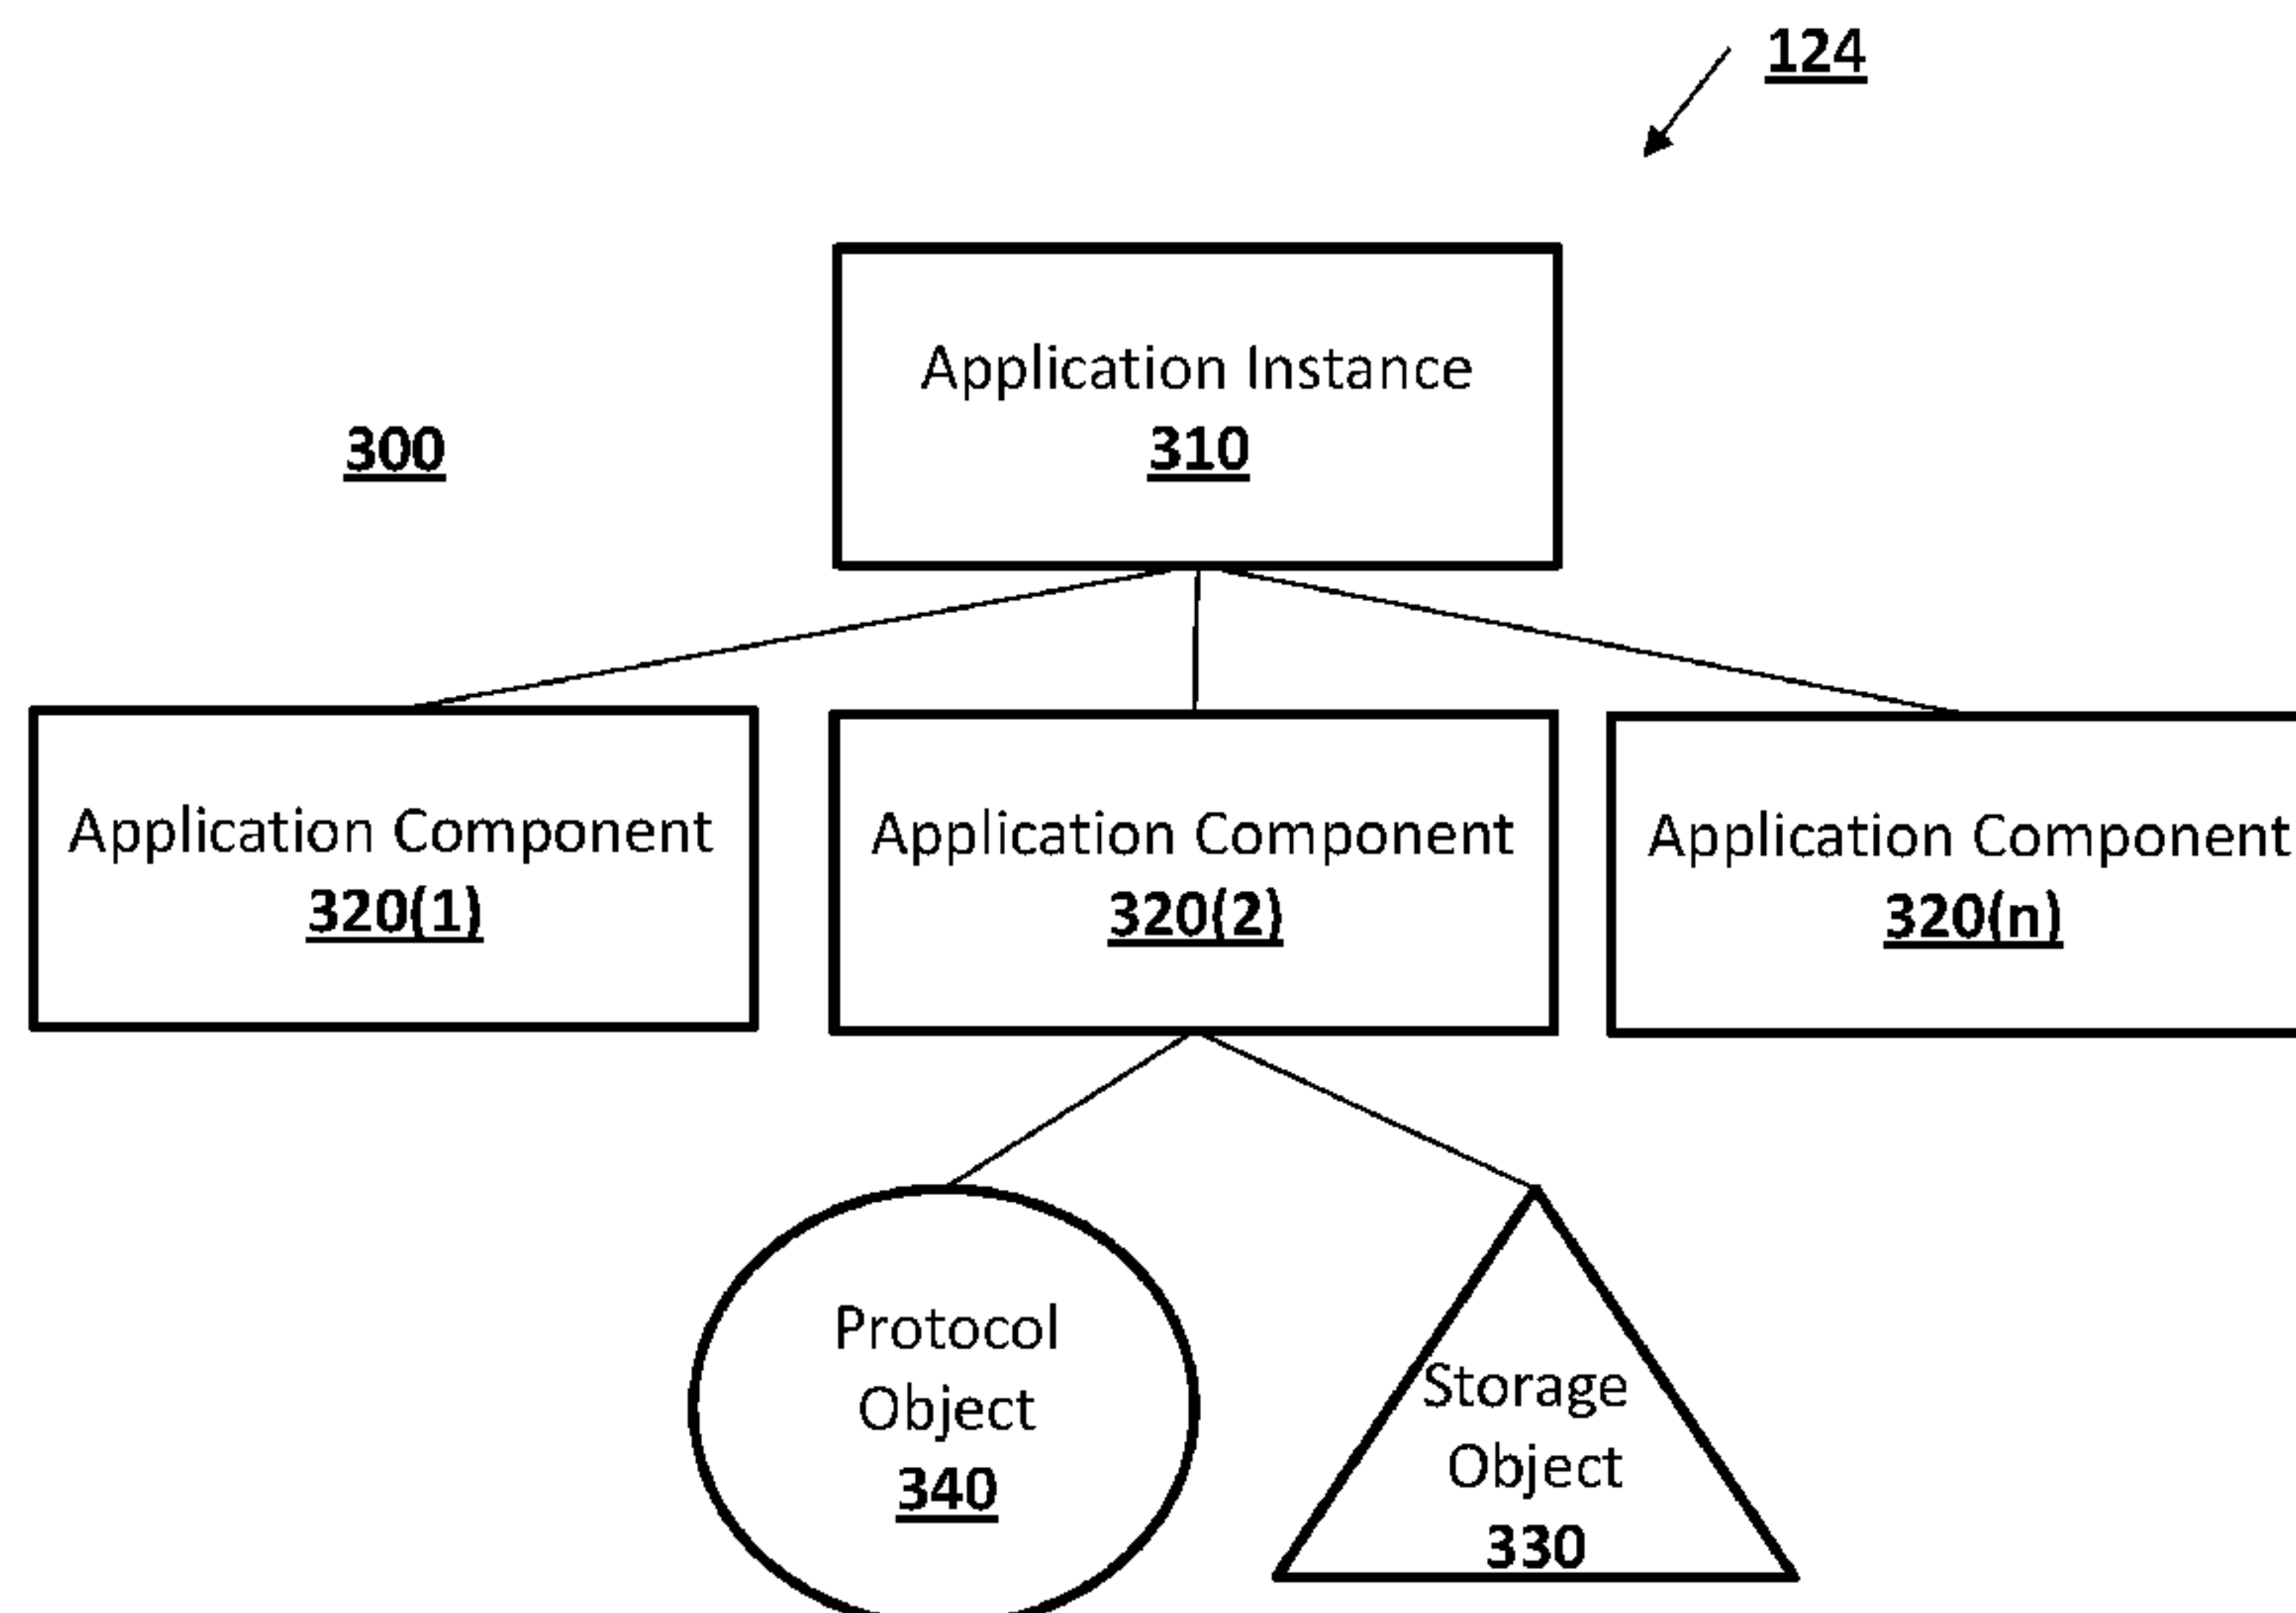 124
Application Instance
310
300
Application Component
320(1)
Application Component
320(2)
Application Component
320(n)
Protocol
Object
340
Storage
Object
330